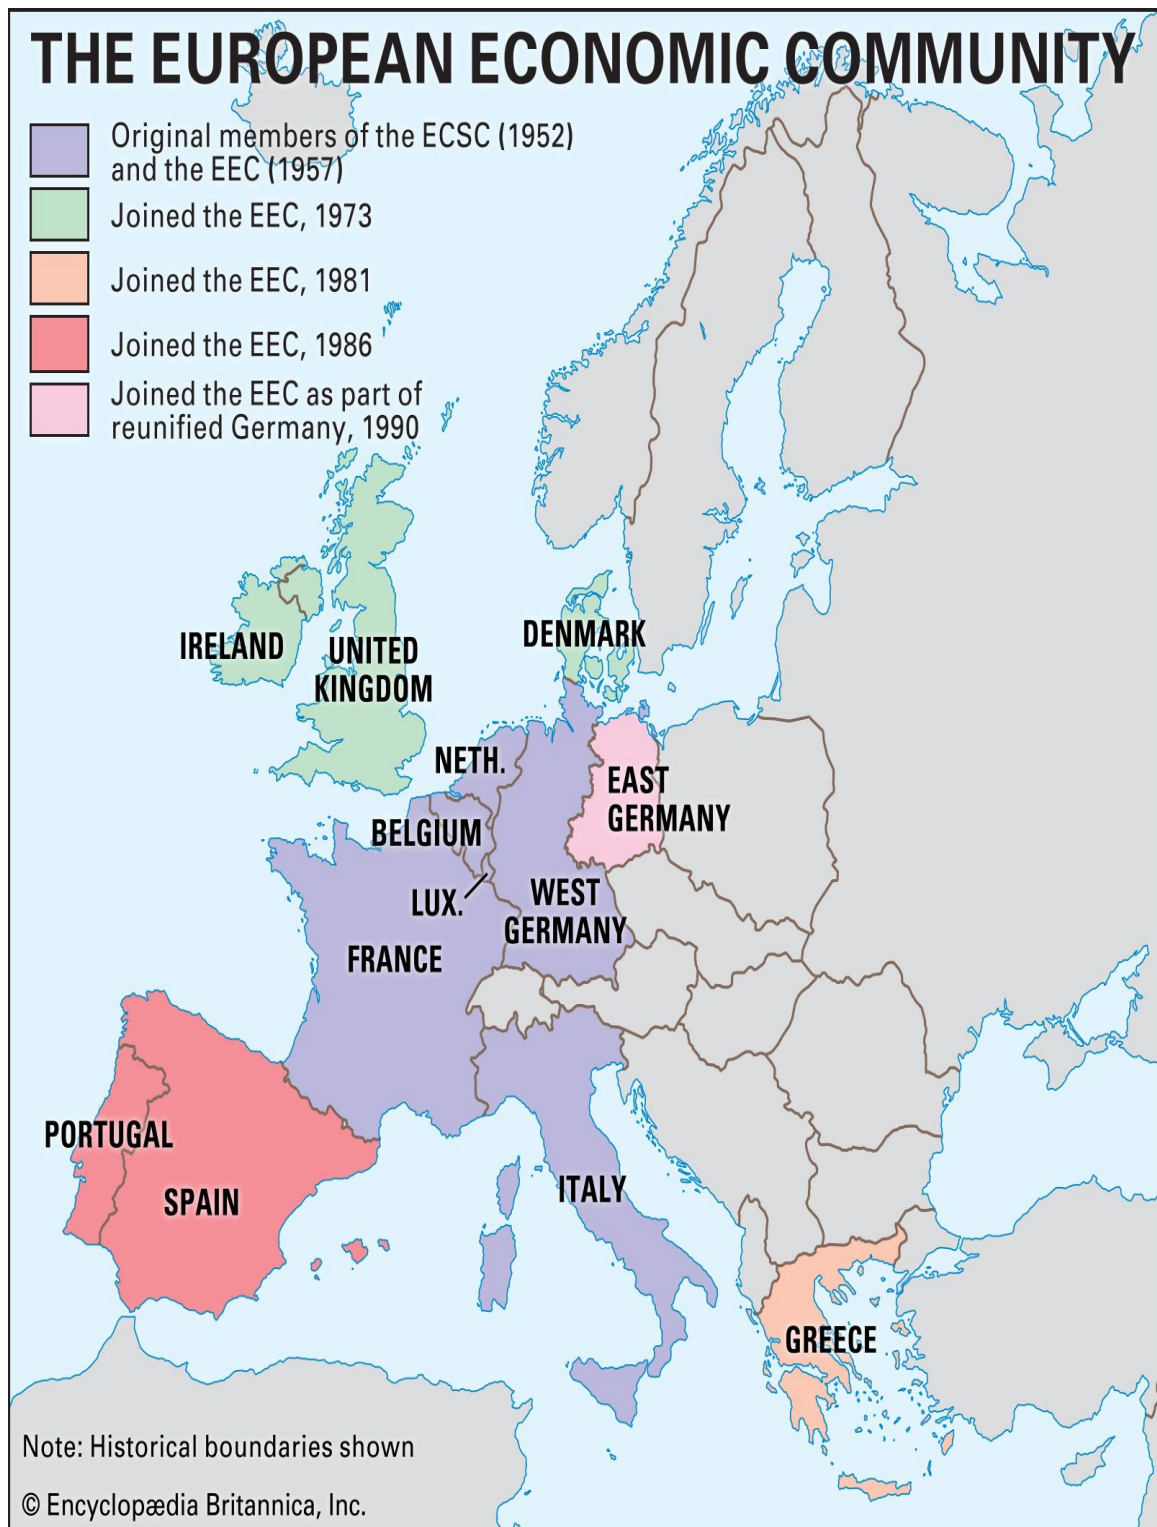 THE EUROPEAN ECONOMIC COMMUNITY
Original members of the ECSC (1952)
and the EEC (1957)
Joined the EEC, 1973
Joined the EEC, 1981
Joined the EEC, 1986
Joined the EEC as part of
reunified Germany, 1990
IRELAND
UNITED
KINGDOM
DENMARK
NETH.
EAST
GERMANY
BELGIUM
LUX.
WEST
GERMANY
FRANCE
PORTUGAL
SPAIN
ITALY
GREECE
Note: Historical boundaries shown
© Encyclopædia Britannica, Inc.